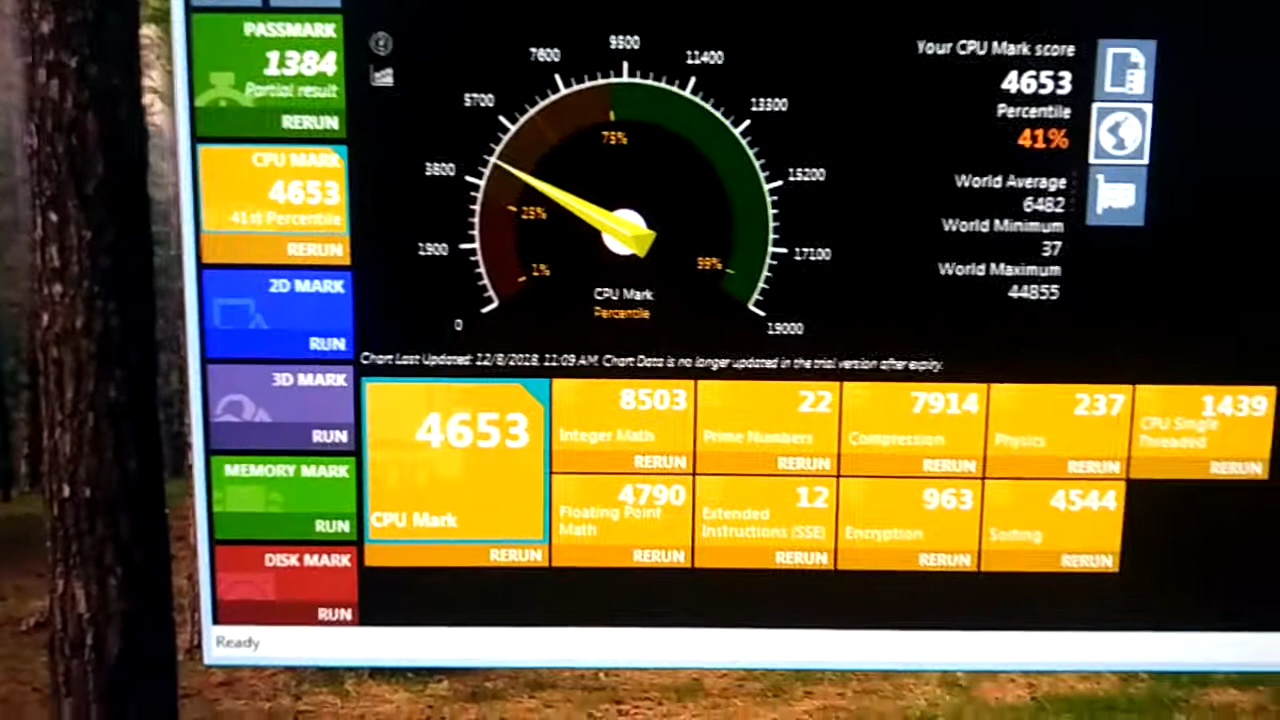 PASSMARK
1384
Partial result
RERUN
CPU MARK
4653
41st Percentile
RERUN
2D MARK
RUN
3D MARK
RUN
MEMORY MARK
RUN
DISK MARK
RUN
0
1900
3800
5700
7600
9500
11400
13300
15200
17100
19000
1%
25%
75%
99%
CPU Mark
Percentile
Your CPU Mark score
4653
Percentile
41%
World Average
6482
World Minimum
37
World Maximum
44855
Chart Last Updated: 12/8/2018, 11:09 AM. Chart Data is no longer updated in the trial version after expiry.
4653
CPU Mark
RERUN
8503
Integer Math
RERUN
22
Prime Numbers
RERUN
7914
Compression
RERUN
237
Physics
RERUN
1439
CPU Single
Threaded
RERUN
4790
Floating Point
Math
RERUN
12
Extended
Instructions (SSE)
RERUN
963
Encryption
RERUN
4544
Sorting
RERUN
Ready